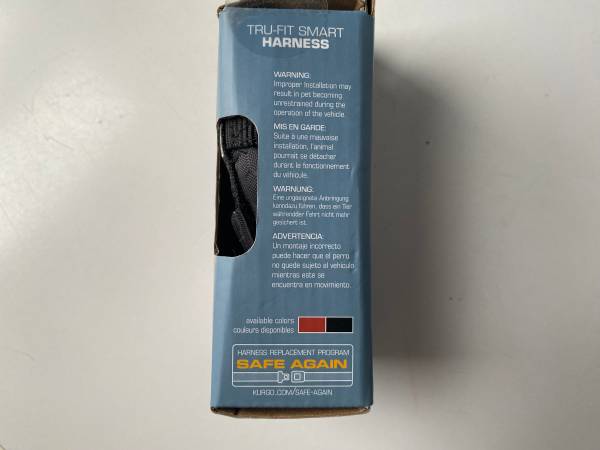 TRU-FIT SMART
HARNESS
WARNING:
Improper Installation may
result in pet becoming
unrestrained during the
operation of the vehicle.
MIS EN GARDE:
Suite à une mauvaise
installation, l'animal
pourrait se détacher
durant le fonctionnement
du véhicule.
WARNUNG:
Eine ungeeignete Anbringung
kann dazu führen, dass ein Tier
während der Fahrt nicht mehr
gesichert ist.
ADVERTENCIA:
Un montaje incorrecto
puede hacer que el perro
no quede sujeto al vehículo
mientras este se
encuentra en movimiento.
available colors
couleurs disponibles
HARNESS REPLACEMENT PROGRAM
SAFE AGAIN
KURGO.COM/SAFE-AGAIN